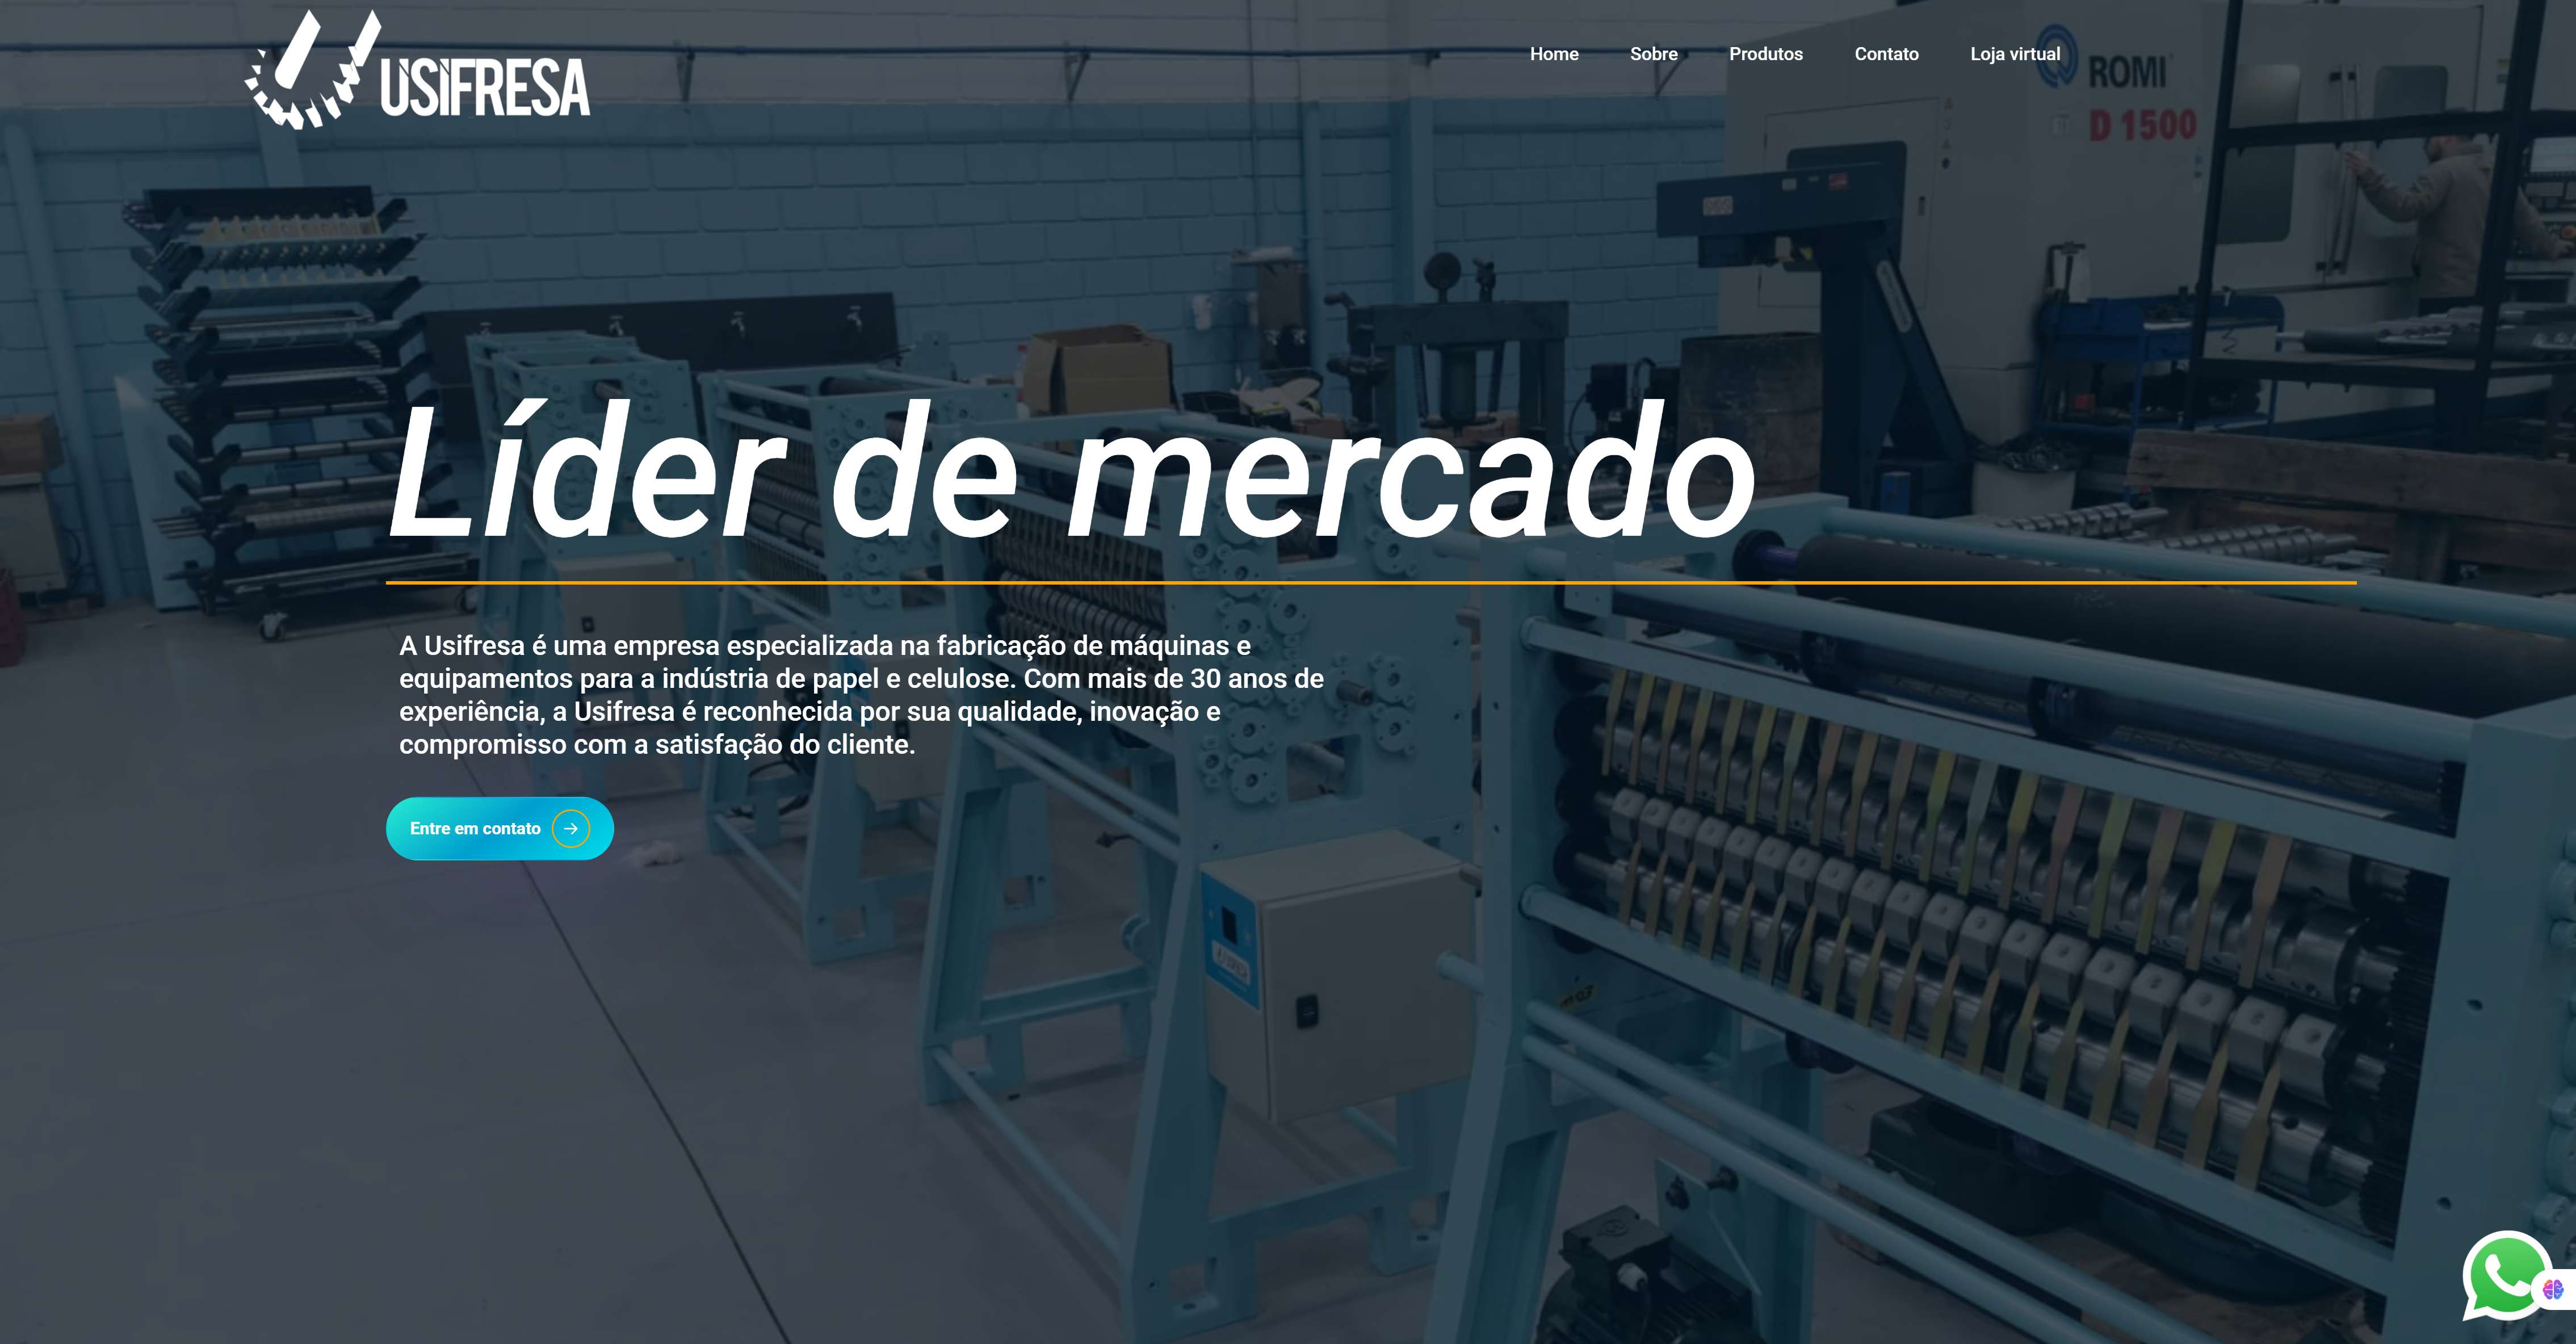 USIFRESA
Home Sobre Produtos Contato Loja virtual
ROMI
D 1500
Líder de mercado
A Usifresa é uma empresa especializada na fabricação de máquinas e
equipamentos para a indústria de papel e celulose. Com mais de 30 anos de
experiência, a Usifresa é reconhecida por sua qualidade, inovação e
compromisso com a satisfação do cliente.
Entre em contato